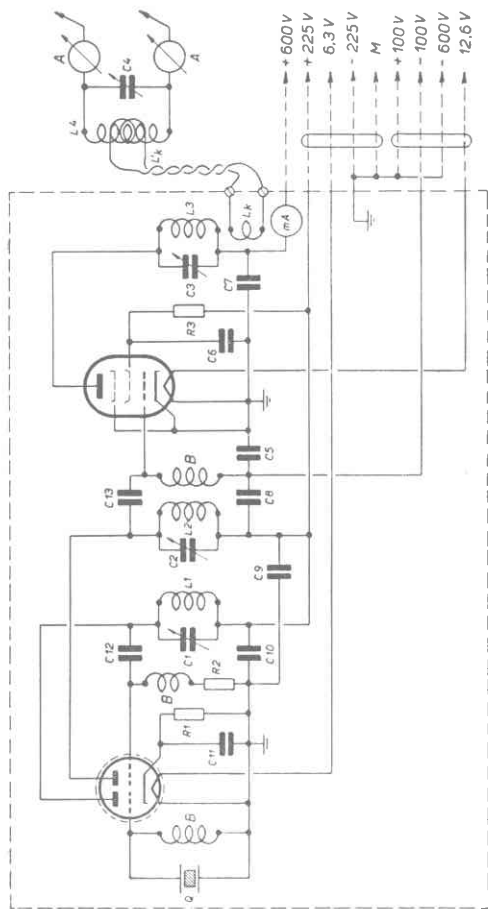 A
A
C4
L4
L'k
+ 600 V
+ 225 V
6,3 V
- 225 V
M
+ 100 V
- 100 V
- 600 V
12,6 V
Lk
mA
L3
C3
C7
R3
C6
C5
B
C13
C8
L2
C2
C9
L1
C1
C12
C10
B
R2
R1
C11
B
Q